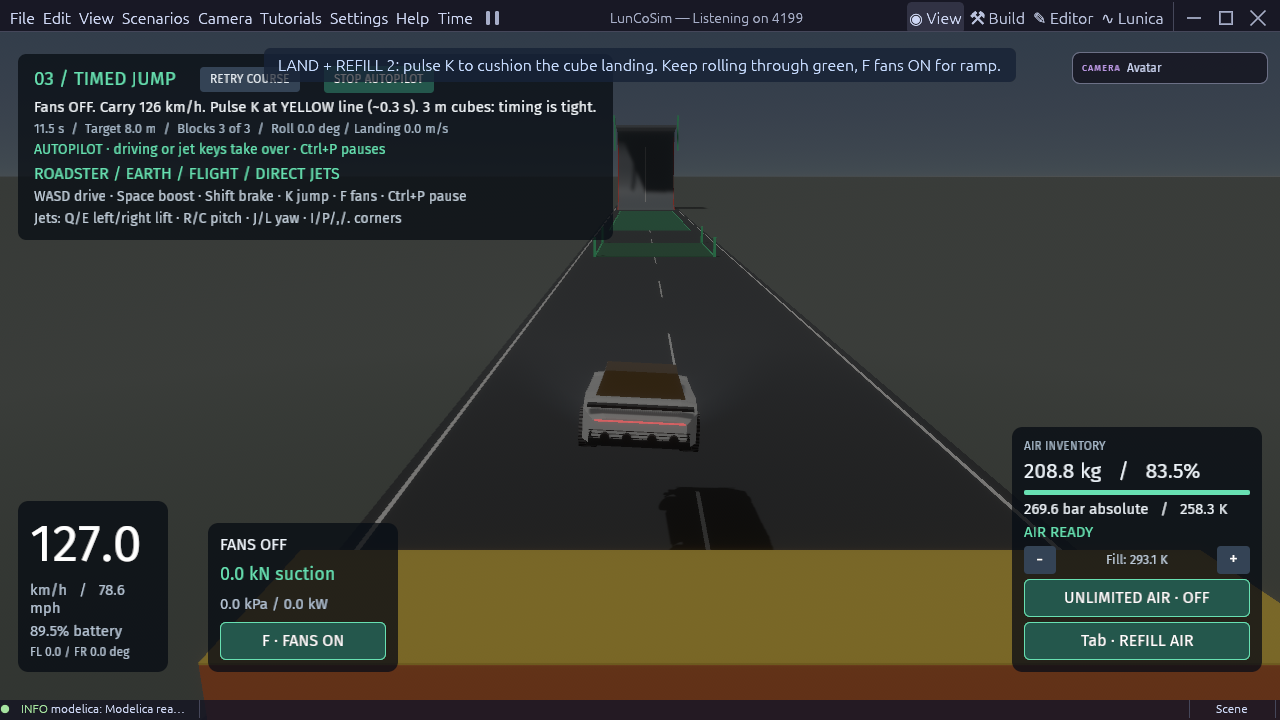 File Edit View Scenarios Camera Tutorials Settings Help Time
LunCoSim — Listening on 4199
View Build Editor Lunica
LAND + REFILL 2: pulse K to cushion the cube landing. Keep rolling through green, F fans ON for ramp.
03 / TIMED JUMP
RETRY COURSE
STOP AUTOPILOT
Fans OFF. Carry 126 km/h. Pulse K at YELLOW line (~0.3 s). 3 m cubes: timing is tight.
11.5 s / Target 8.0 m / Blocks 3 of 3 / Roll 0.0 deg / Landing 0.0 m/s
AUTOPILOT · driving or jet keys take over · Ctrl+P pauses
ROADSTER / EARTH / FLIGHT / DIRECT JETS
WASD drive · Space boost · Shift brake · K jump · F fans · Ctrl+P pause
Jets: Q/E left/right lift · R/C pitch · J/L yaw · I/P/,/. corners
CAMERA Avatar
127.0
km/h / 78.6
mph
89.5% battery
FL 0.0 / FR 0.0 deg
FANS OFF
0.0 kN suction
0.0 kPa / 0.0 kW
F · FANS ON
AIR INVENTORY
208.8 kg / 83.5%
269.6 bar absolute / 258.3 K
AIR READY
- Fill: 293.1 K +
UNLIMITED AIR · OFF
Tab · REFILL AIR
INFO modelica: Modelica rea...
Scene